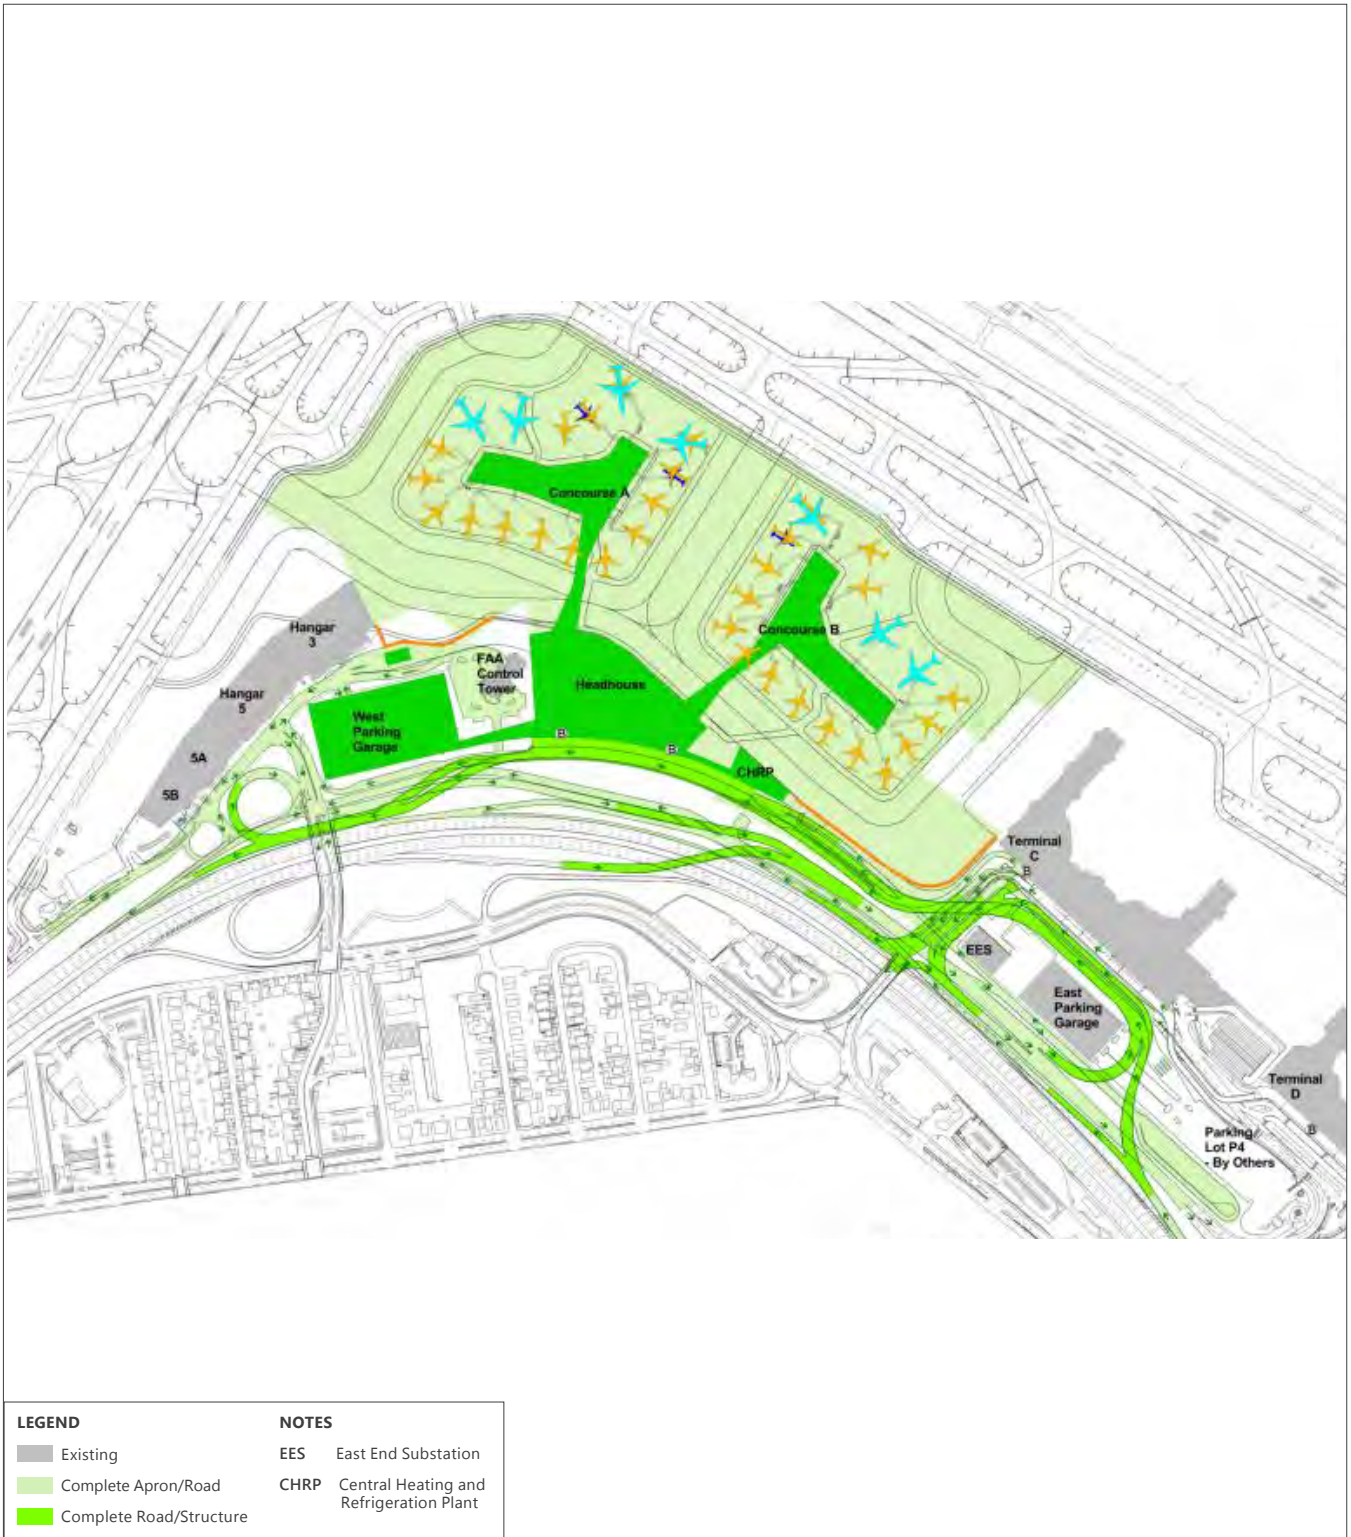 Concourse A
Concourse B
Hangar
3
FAA
Control
Tower
Headhouse
Hangar
5
West
Parking
Garage
B
B
5A
CHRP
5B
Terminal
C
B
EES
East
Parking
Garage
Terminal
D
B
Parking
Lot P4
- By Others
LEGEND
Existing
Complete Apron/Road
Complete Road/Structure
NOTES
EES East End Substation
CHRP Central Heating and
Refrigeration Plant